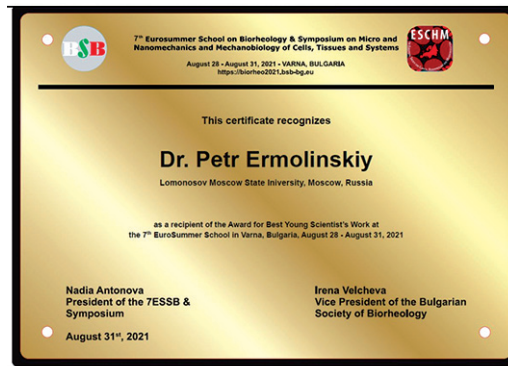 BSB
7th Eurosummer School on Biorheology & Symposium on Micro and
Nanomechanics and Mechanobiology of Cells, Tissues and Systems
ESCHM
August 28 - August 31, 2021 - VARNA, BULGARIA
https://biorheo2021.bsb-bg.eu
This certificate recognizes
Dr. Petr Ermolinskiy
Lomonosov Moscow State University, Moscow, Russia
as a recipient of the Award for Best Young Scientist's Work at
the 7th EuroSummer School in Varna, Bulgaria, August 28 - August 31, 2021
Nadia Antonova
President of the 7ESSB &
Symposium
August 31st, 2021
Irena Velcheva
Vice President of the Bulgarian
Society of Biorheology